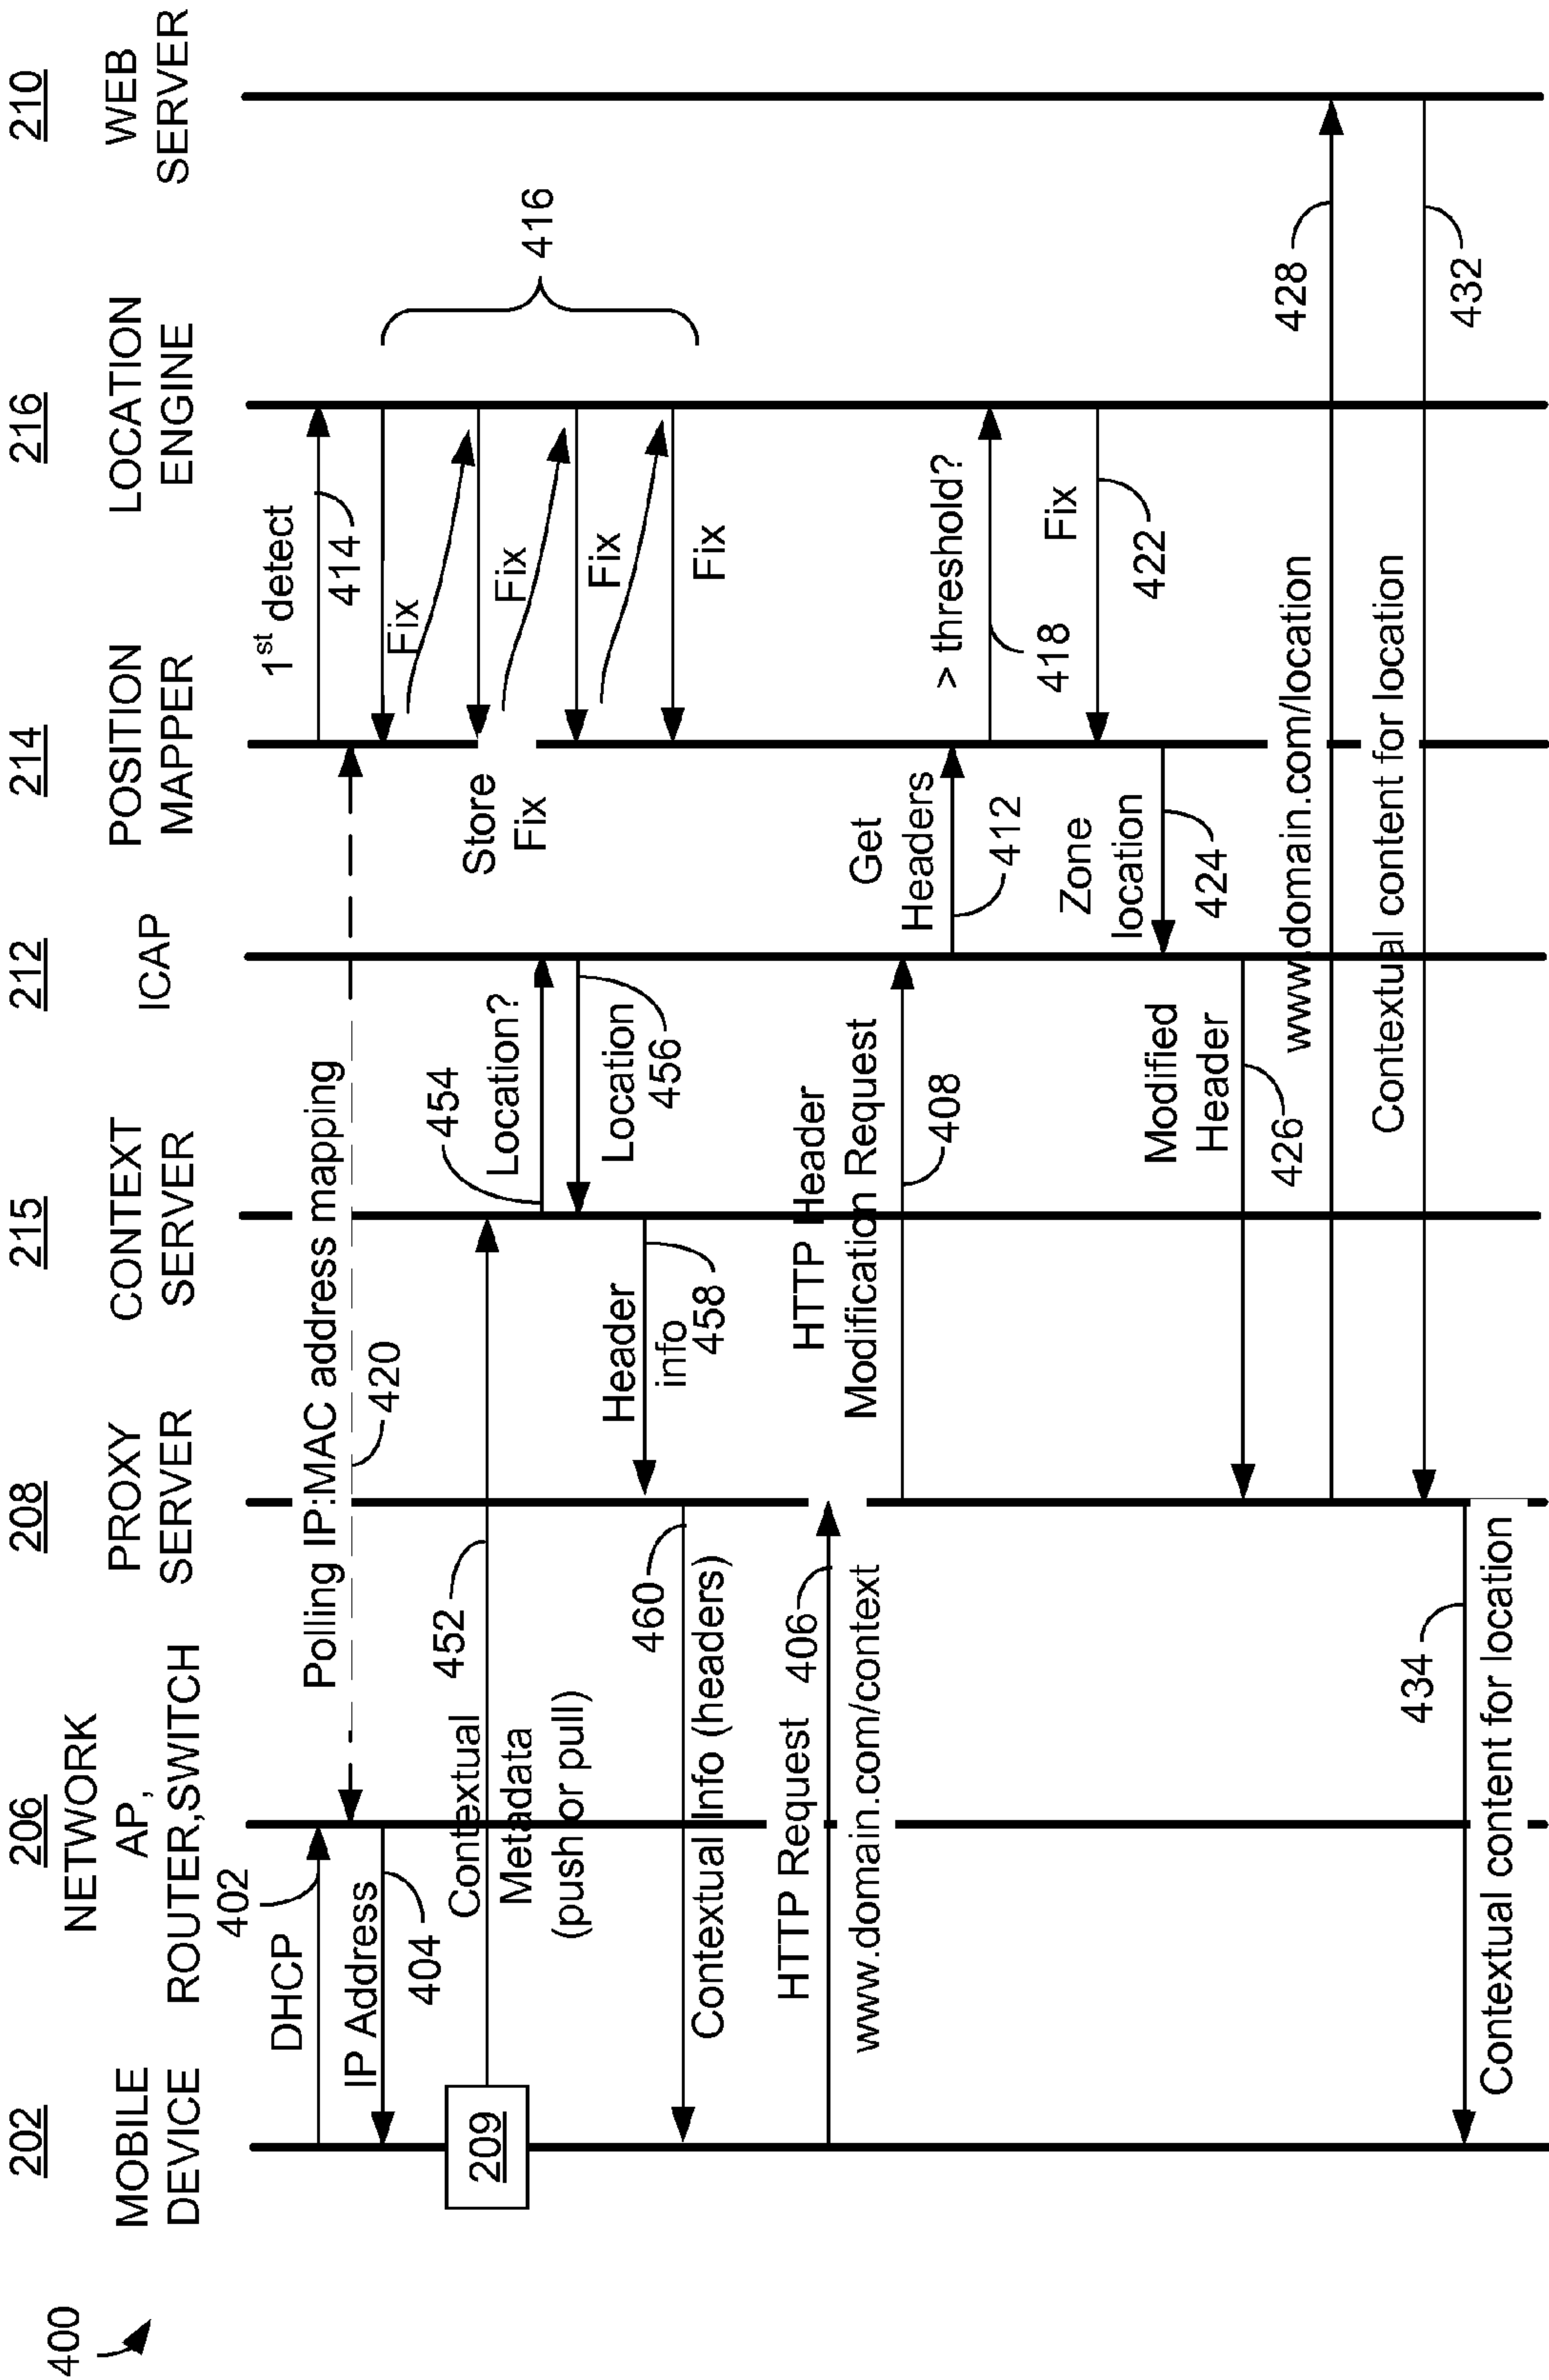 400
202
MOBILE
DEVICE
206
NETWORK
AP,
ROUTER,SWITCH
208
PROXY
SERVER
215
CONTEXT
SERVER
212
ICAP
214
POSITION
MAPPER
216
LOCATION
ENGINE
210
WEB
SERVER
402
DHCP
IP Address
404
Polling IP:MAC address mapping
420
1st detect
414
Fix
Fix
Fix
Fix
416
Store
Fix
209
452
Contextual
Metadata
(push or pull)
454
Location?
Location
456
Header
info
458
460
Contextual Info (headers)
HTTP Request
406
www.domain.com/context
HTTP Header
Modification Request
408
Get
Headers
412
> threshold?
418
Fix
422
Zone
location
424
Modified
Header
426
www.domain.com/location
428
Contextual content for location
432
434
Contextual content for location